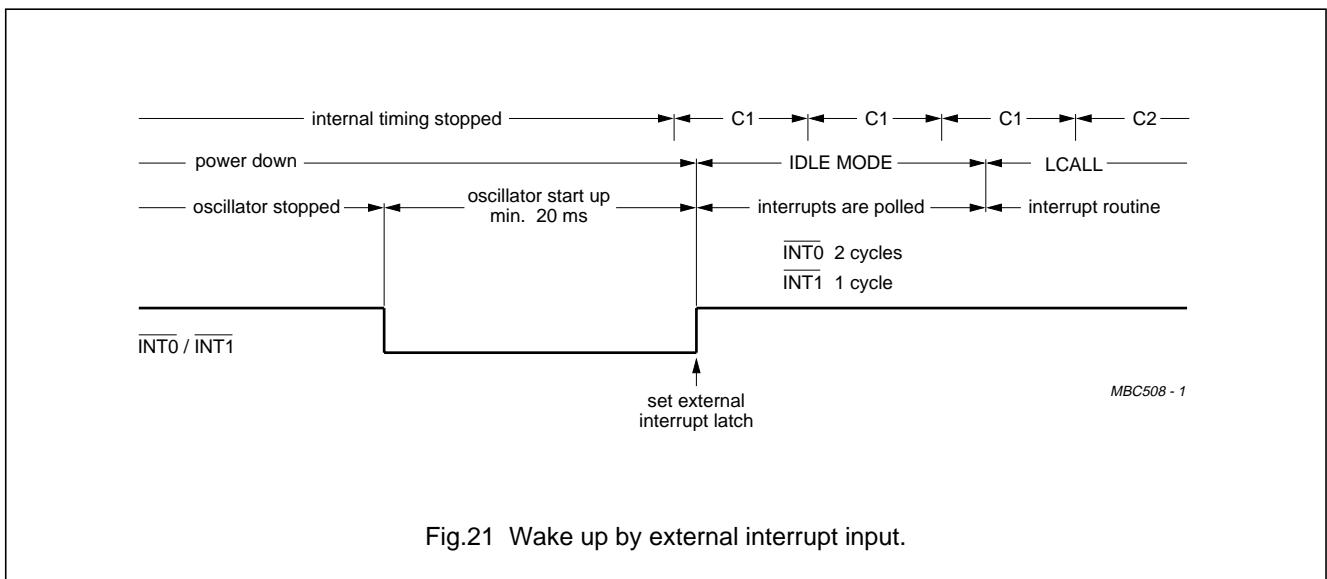 internal timing stopped C1 C1 C1 C2
power down IDLE MODE LCALL
oscillator stopped oscillator start up min. 20 ms interrupts are polled interrupt routine
INT0 2 cycles
INT1 1 cycle
INT0 / INT1
set external
interrupt latch
MBC508 - 1
Fig.21 Wake up by external interrupt input.